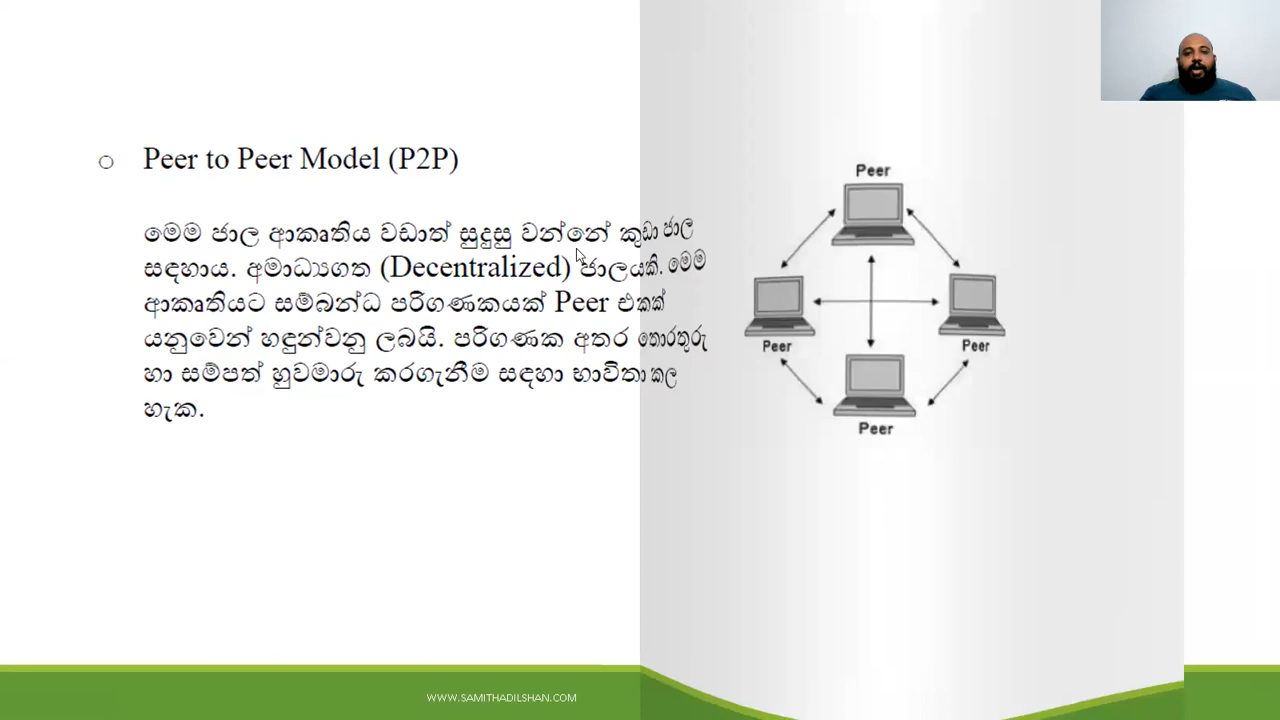 Peer to Peer Model (P2P)
මෙම ජාල ආකෘතිය වඩාත් සුදුසු වන්නේ කුඩා ජාල
සඳහාය. අමාධ්‍යගත (Decentralized) ජාලයකි. මෙම
ආකෘතියට සම්බන්ධ පරිගණකයක් Peer එකක්
යනුවෙන් හඳුන්වනු ලබයි. පරිගණක අතර තොරතුරු
හා සම්පත් හුවමාරු කරගැනීම සඳහා භාවිතා කල
හැක.
Peer
Peer
Peer
Peer
WWW.SAMITHADILSHAN.COM